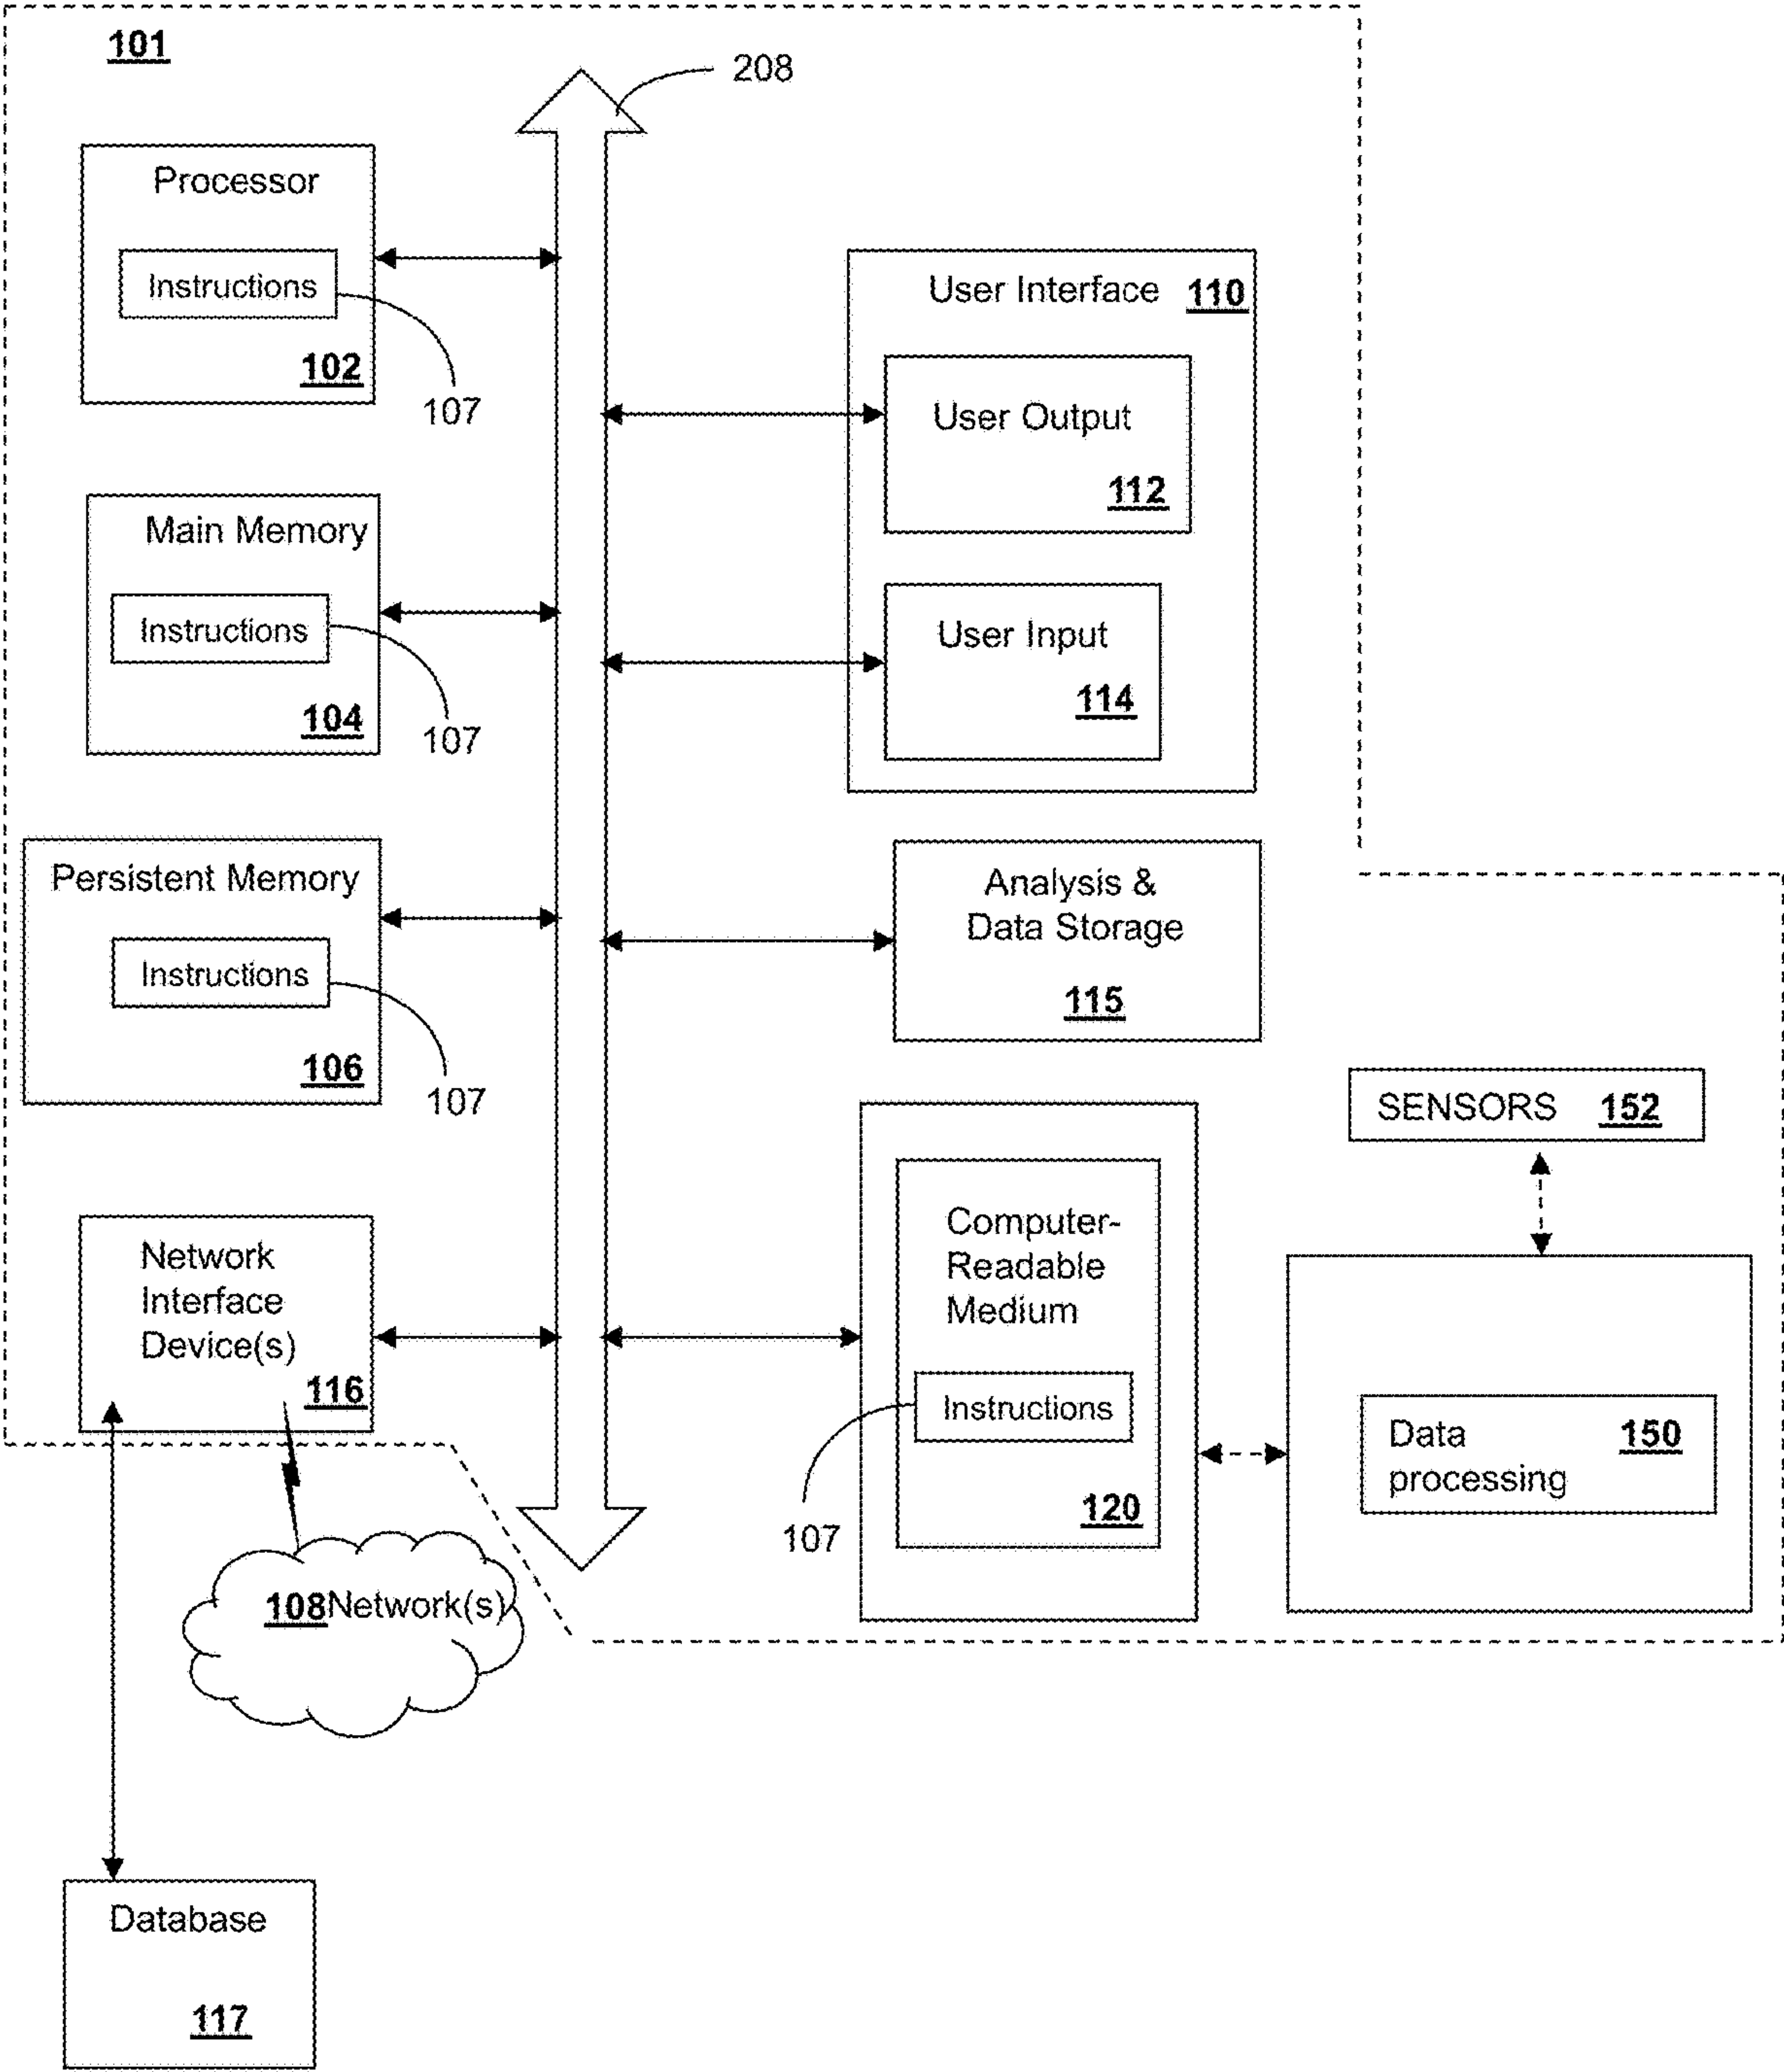 101
208
Processor
Instructions
102
107
User Interface 110
User Output
112
Main Memory
Instructions
104
107
User Input
114
Persistent Memory
Instructions
106
107
Analysis &
Data Storage
115
SENSORS 152
Network
Interface
Device(s)
116
Computer-
Readable
Medium
Instructions
120
107
Data
processing
150
108 Network(s)
Database
117